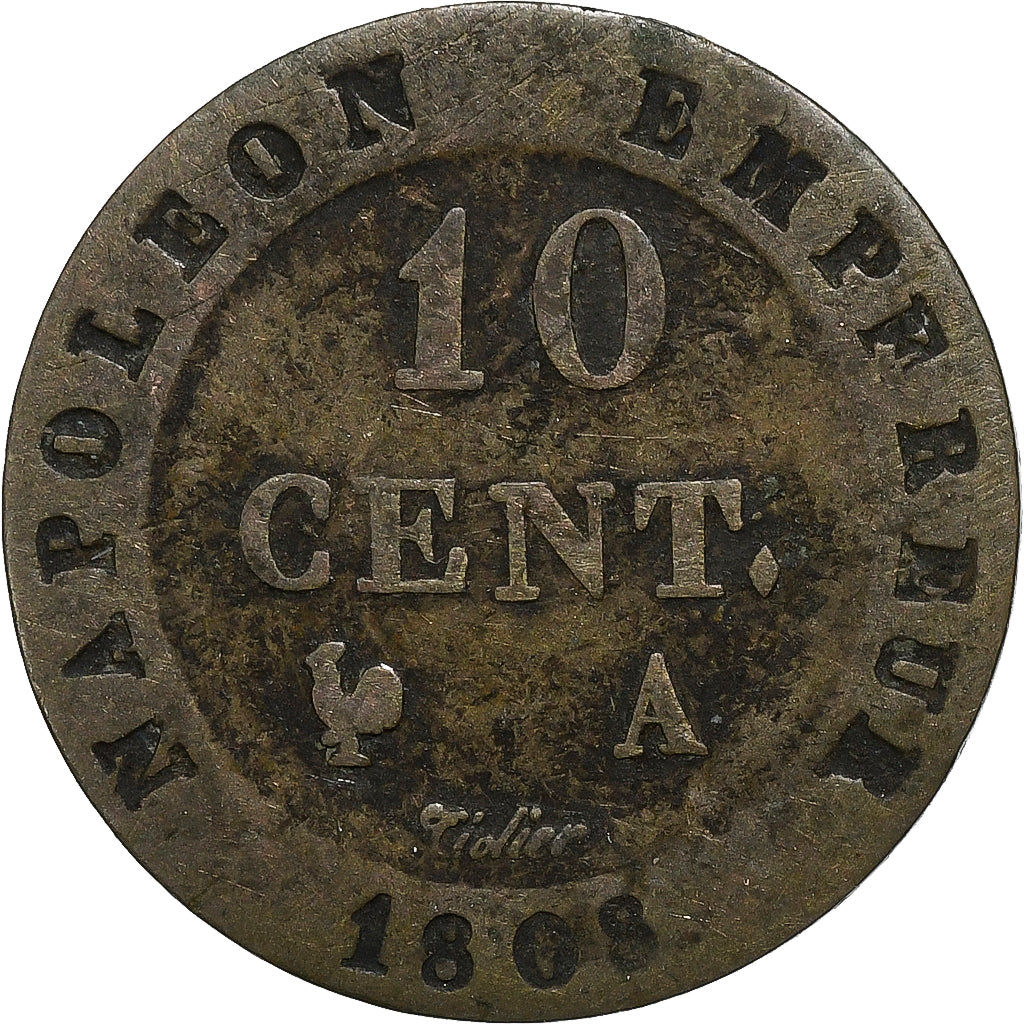 NAPOLEON EMPEREUR
10
CENT.
A
Tiolier
1808